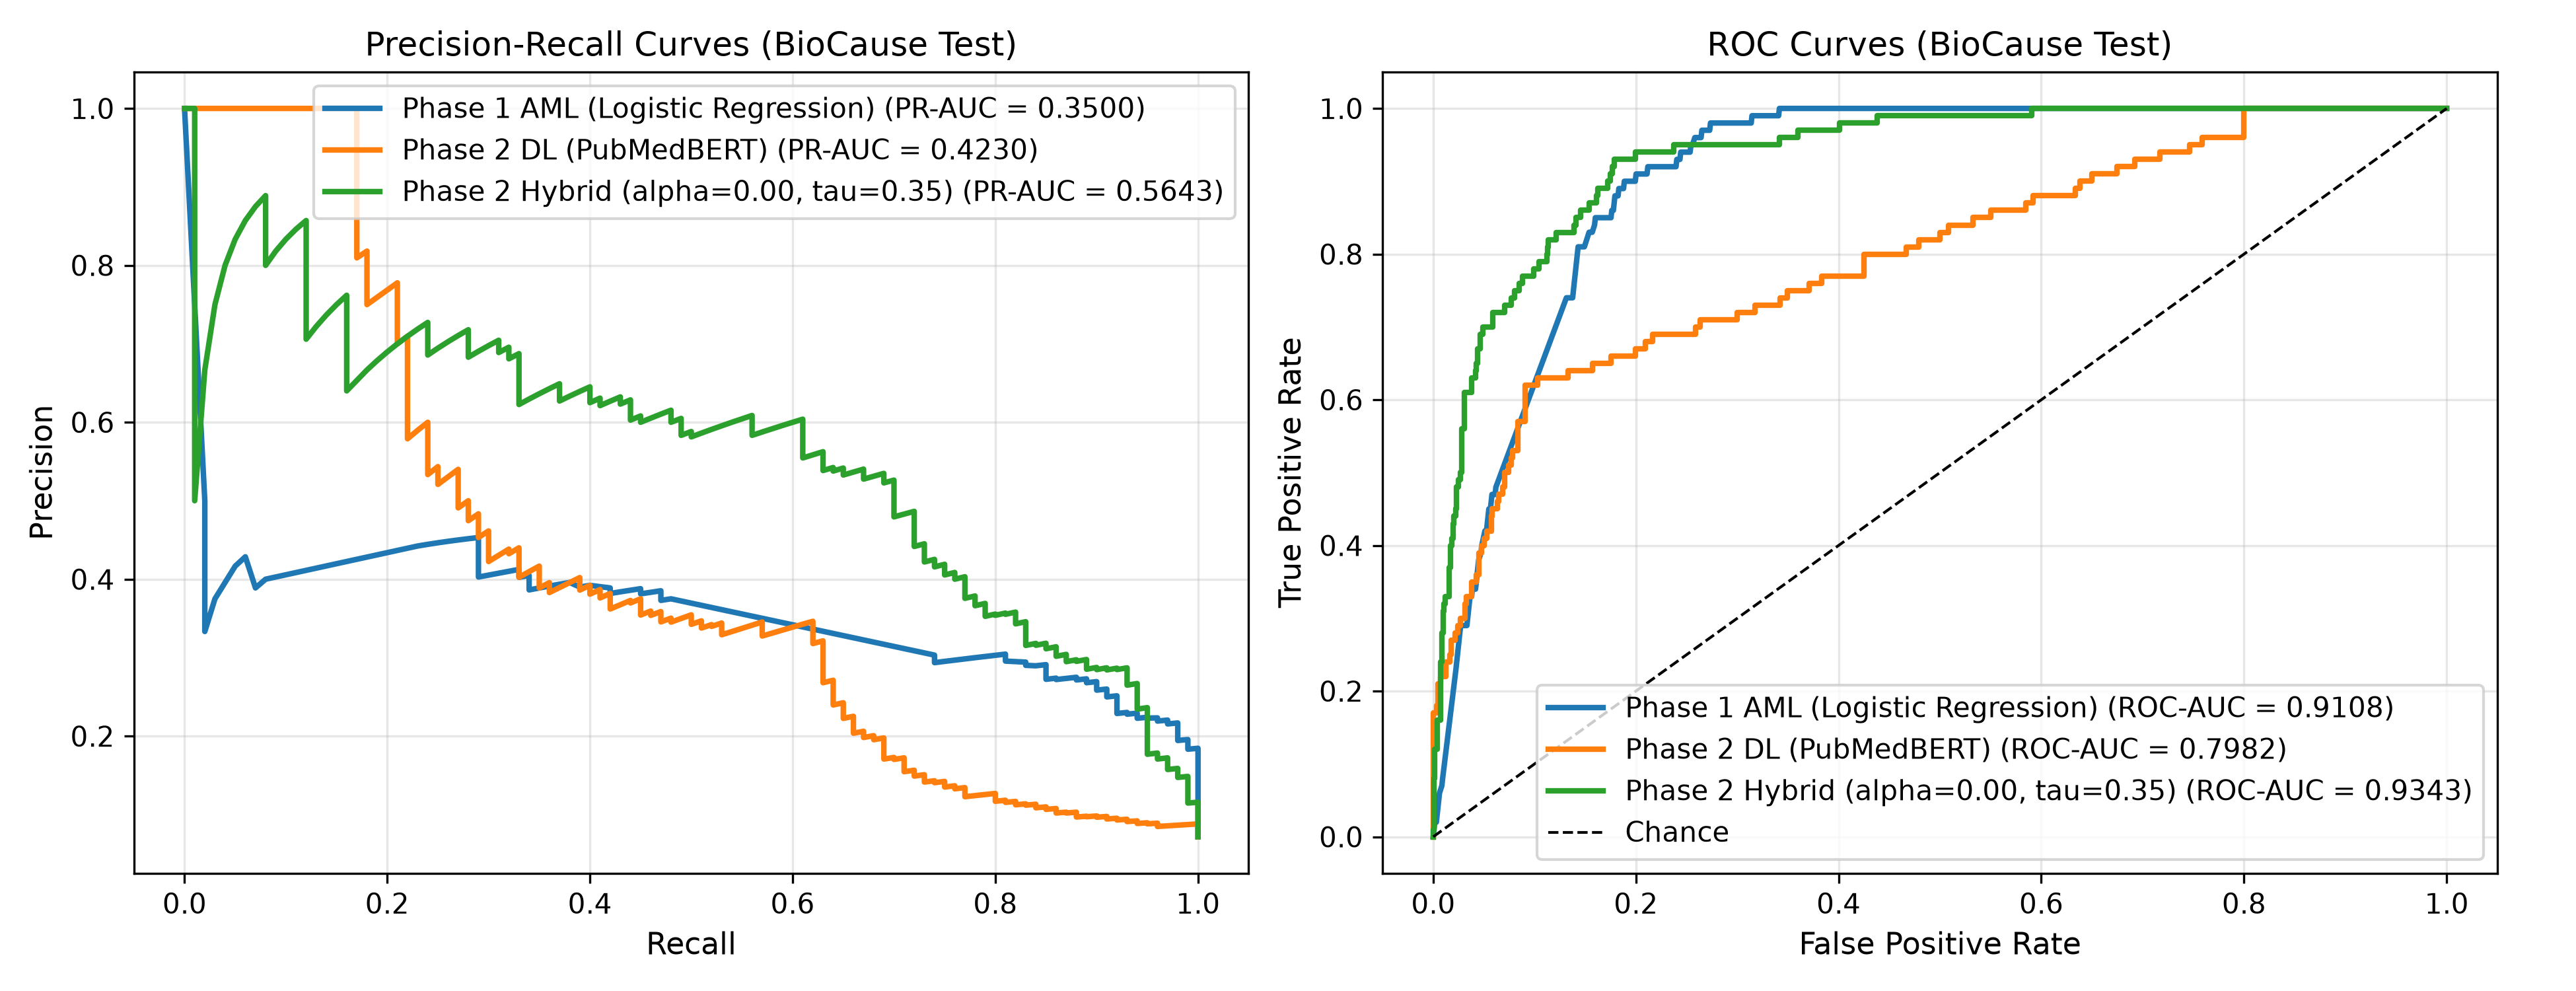 Precision-Recall Curves (BioCause Test)
Precision
1.0
0.8
0.6
0.4
0.2
Phase 1 AML (Logistic Regression) (PR-AUC = 0.3500)
Phase 2 DL (PubMedBERT) (PR-AUC = 0.4230)
Phase 2 Hybrid (alpha=0.00, tau=0.35) (PR-AUC = 0.5643)
0.0 0.2 0.4 0.6 0.8 1.0
Recall
ROC Curves (BioCause Test)
True Positive Rate
1.0
0.8
0.6
0.4
0.2
0.0
Phase 1 AML (Logistic Regression) (ROC-AUC = 0.9108)
Phase 2 DL (PubMedBERT) (ROC-AUC = 0.7982)
Phase 2 Hybrid (alpha=0.00, tau=0.35) (ROC-AUC = 0.9343)
Chance
0.0 0.2 0.4 0.6 0.8 1.0
False Positive Rate